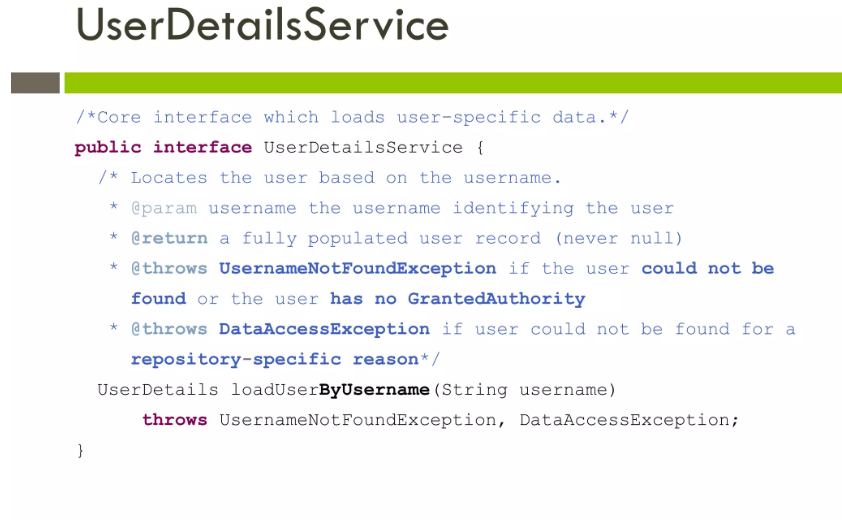 UserDetailsService
/*Core interface which loads user-specific data.*/
public interface UserDetailsService {
/* Locates the user based on the username.
* @param username the username identifying the user
* @return a fully populated user record (never null)
* @throws UsernameNotFoundException if the user could not be
found or the user has no GrantedAuthority
* @throws DataAccessException if user could not be found for a
repository-specific reason*/
UserDetails loadUserByUsername(String username)
throws UsernameNotFoundException, DataAccessException;
}